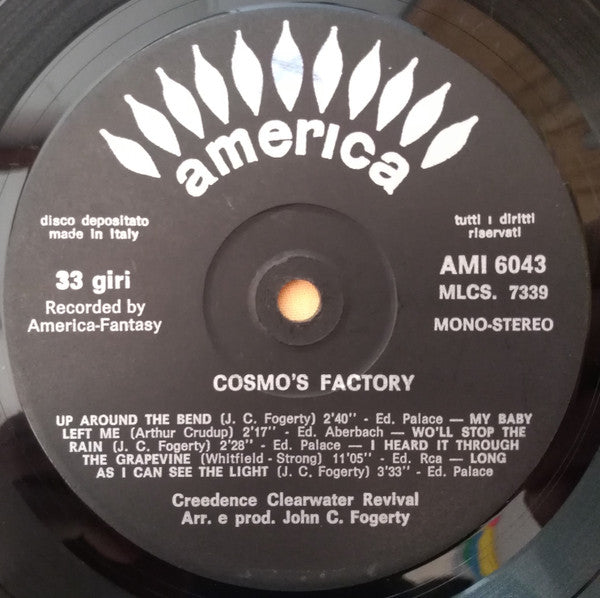 america
disco depositato
made in Italy
tutti i diritti
riservati
33 giri
Recorded by
America-Fantasy
AMI 6043
MLCS. 7339
MONO-STEREO
COSMO'S FACTORY
UP AROUND THE BEND (J. C. Fogerty) 2'40" - Ed. Palace — MY BABY
LEFT ME (Arthur Crudup) 2'17" - Ed. Aberbach — WO'LL STOP THE
RAIN (J. C. Fogerty) 2'28" - Ed. Palace — I HEARD IT THROUGH
THE GRAPEVINE (Whitfield - Strong) 11'05" - Ed. Rca — LONG
AS I CAN SEE THE LIGHT (J. C. Fogerty) 3'33" - Ed. Palace
Creedence Clearwater Revival
Arr. e prod. John C. Fogerty